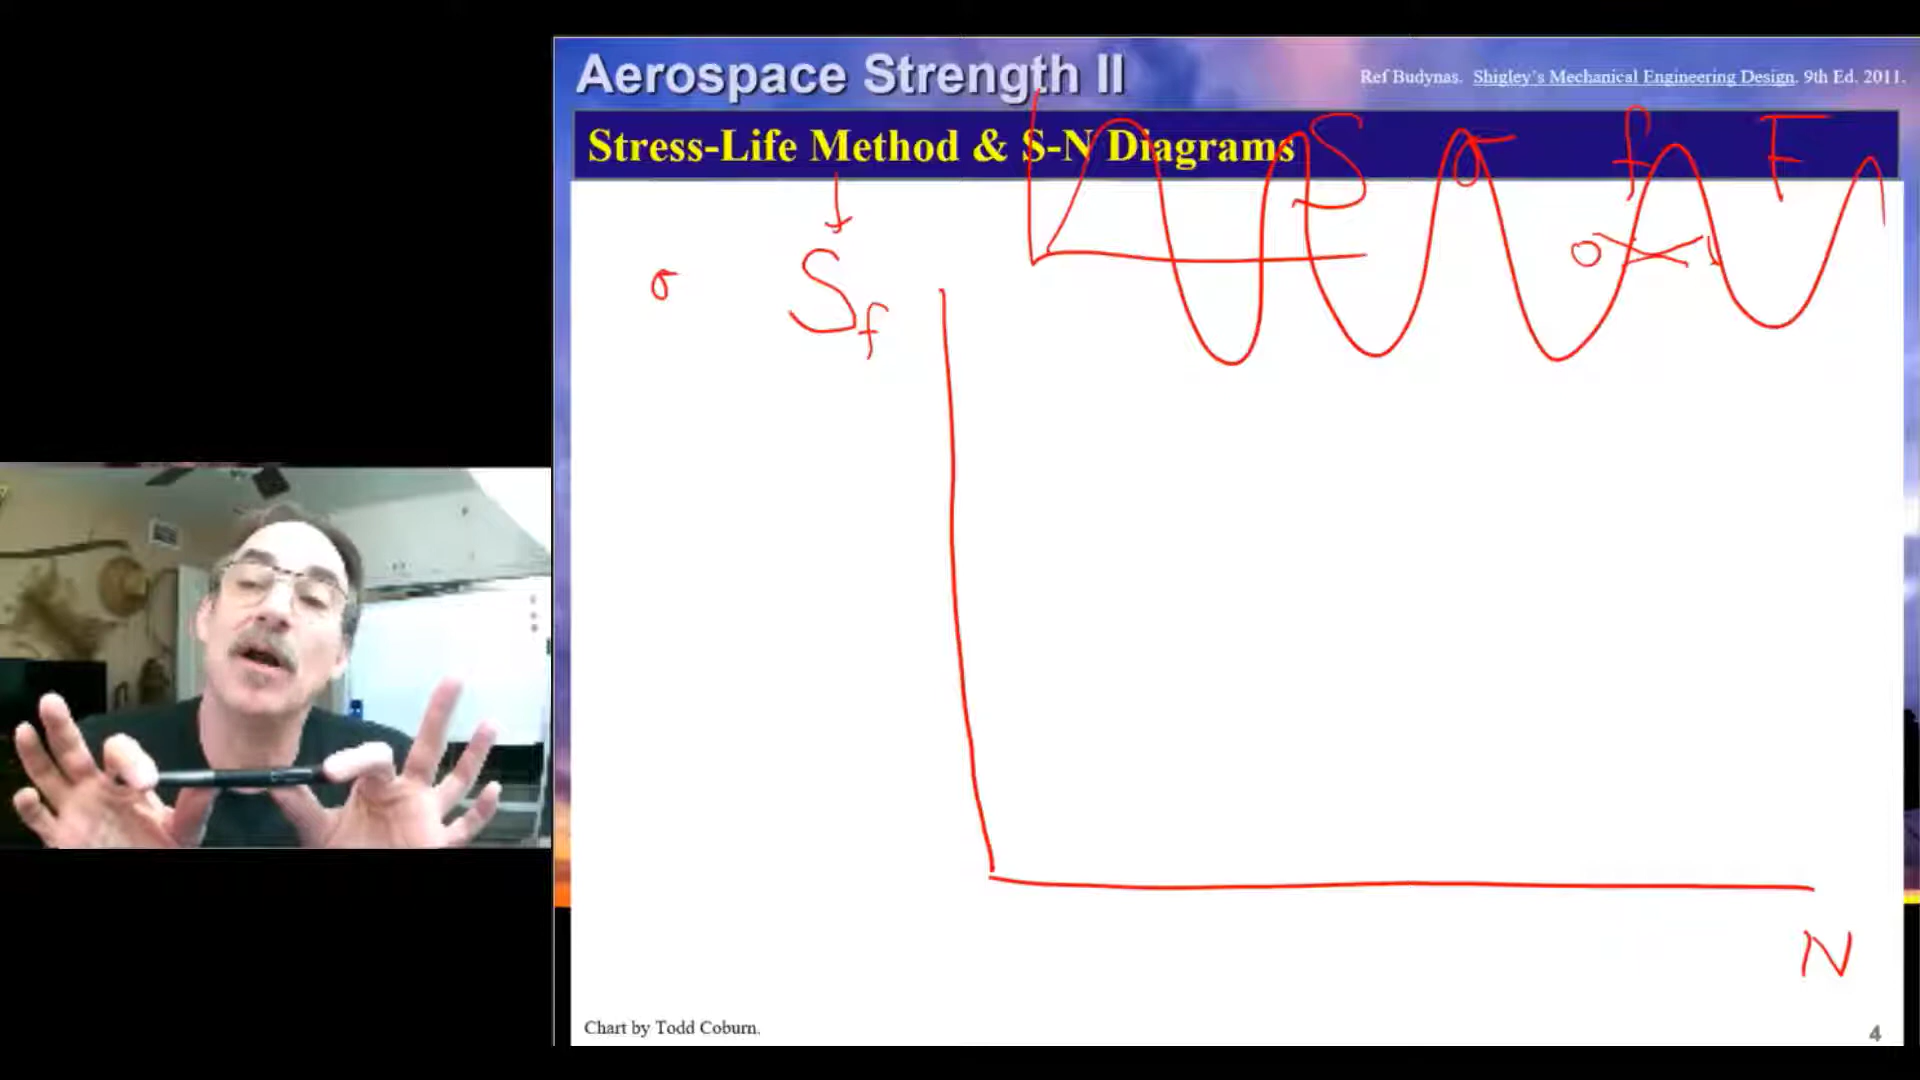 Aerospace Strength II
Ref Budynas. Shigley's Mechanical Engineering Design. 9th Ed. 2011.
Stress-Life Method & S-N Diagrams
S σ f F
σ
S_f
N
Chart by Todd Coburn.
4